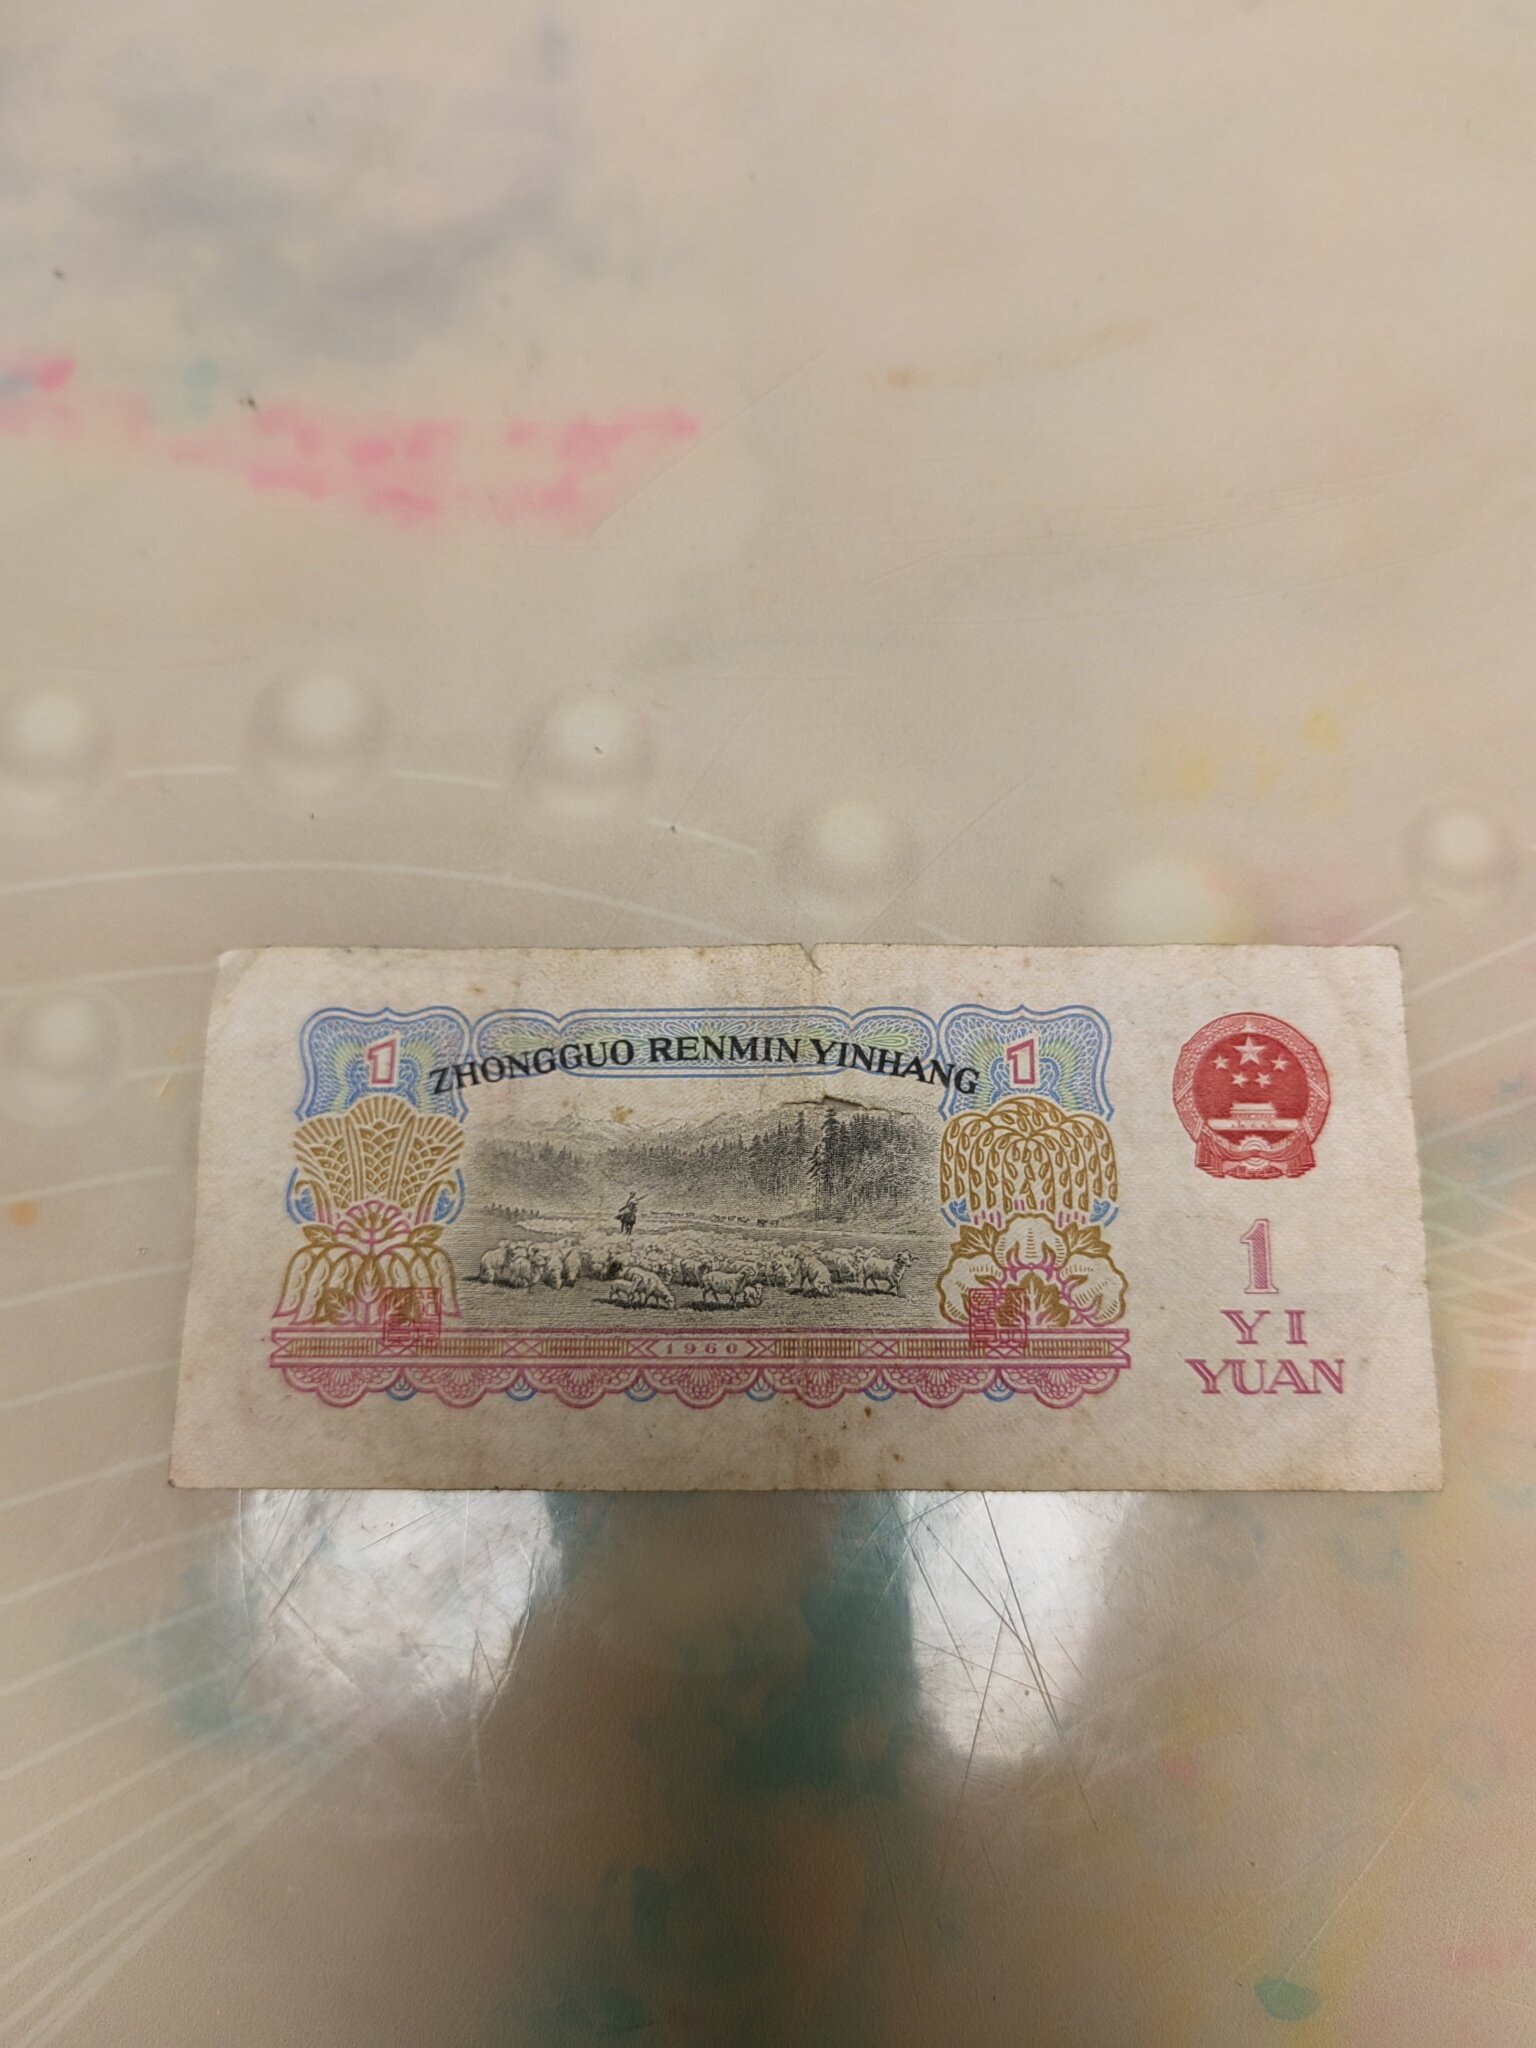 1 ZHONGGUO RENMIN YINHANG 1
1960
1
YI
YUAN